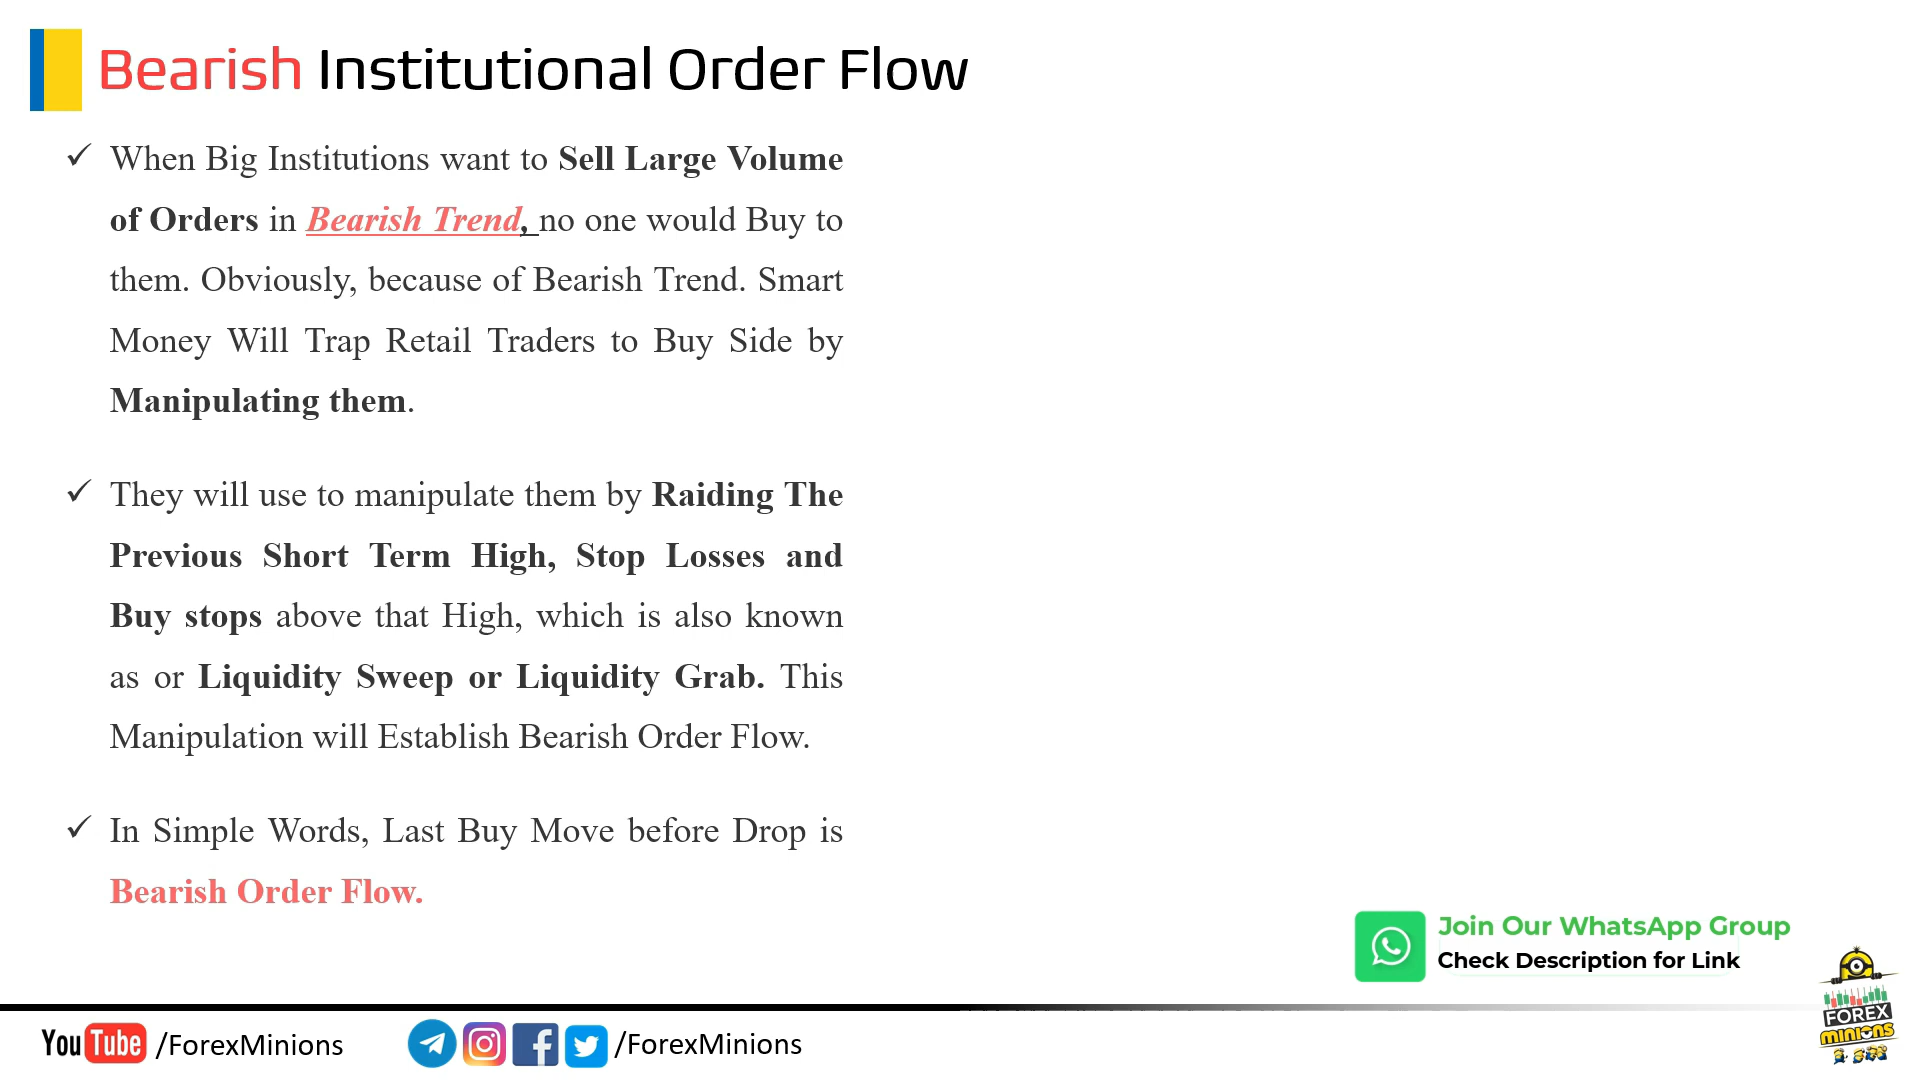 Bearish Institutional Order Flow
When Big Institutions want to Sell Large Volume
of Orders in Bearish Trend, no one would Buy to
them. Obviously, because of Bearish Trend. Smart
Money Will Trap Retail Traders to Buy Side by
Manipulating them.
They will use to manipulate them by Raiding The
Previous Short Term High, Stop Losses and
Buy stops above that High, which is also known
as or Liquidity Sweep or Liquidity Grab. This
Manipulation will Establish Bearish Order Flow.
In Simple Words, Last Buy Move before Drop is
Bearish Order Flow.
Join Our WhatsApp Group
Check Description for Link
FOREX
minions
YouTube /ForexMinions
/ForexMinions